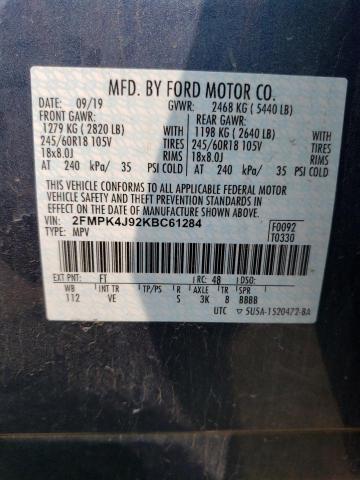 MFD. BY FORD MOTOR CO.
DATE: 09/19 GVWR: 2468 KG (5440 LB)
FRONT GAWR: REAR GAWR:
1279 KG (2820 LB) 1198 KG (2640 LB)
245/60R18 105V TIRES 245/60R18 105V TIRES
18x8.0J RIMS 18x8.0J RIMS
AT 240 kPa/ 35 PSI COLD AT 240 kPa/ 35 PSI COLD
THIS VEHICLE CONFORMS TO ALL APPLICABLE FEDERAL MOTOR
VEHICLE SAFETY AND THEFT PREVENTION STANDARDS IN EFFECT
ON THE DATE OF MANUFACTURE SHOWN ABOVE.
VIN: 2FMPK4J92KBC61284 F0092
TYPE: MPV T0330
EXT PNT: FT RC: 48 DSO:
WB INT TR TP/PS R AXLE TR SPR
112 VE S 3K 8 BBBB
UTC 5U5A-1520472-BA